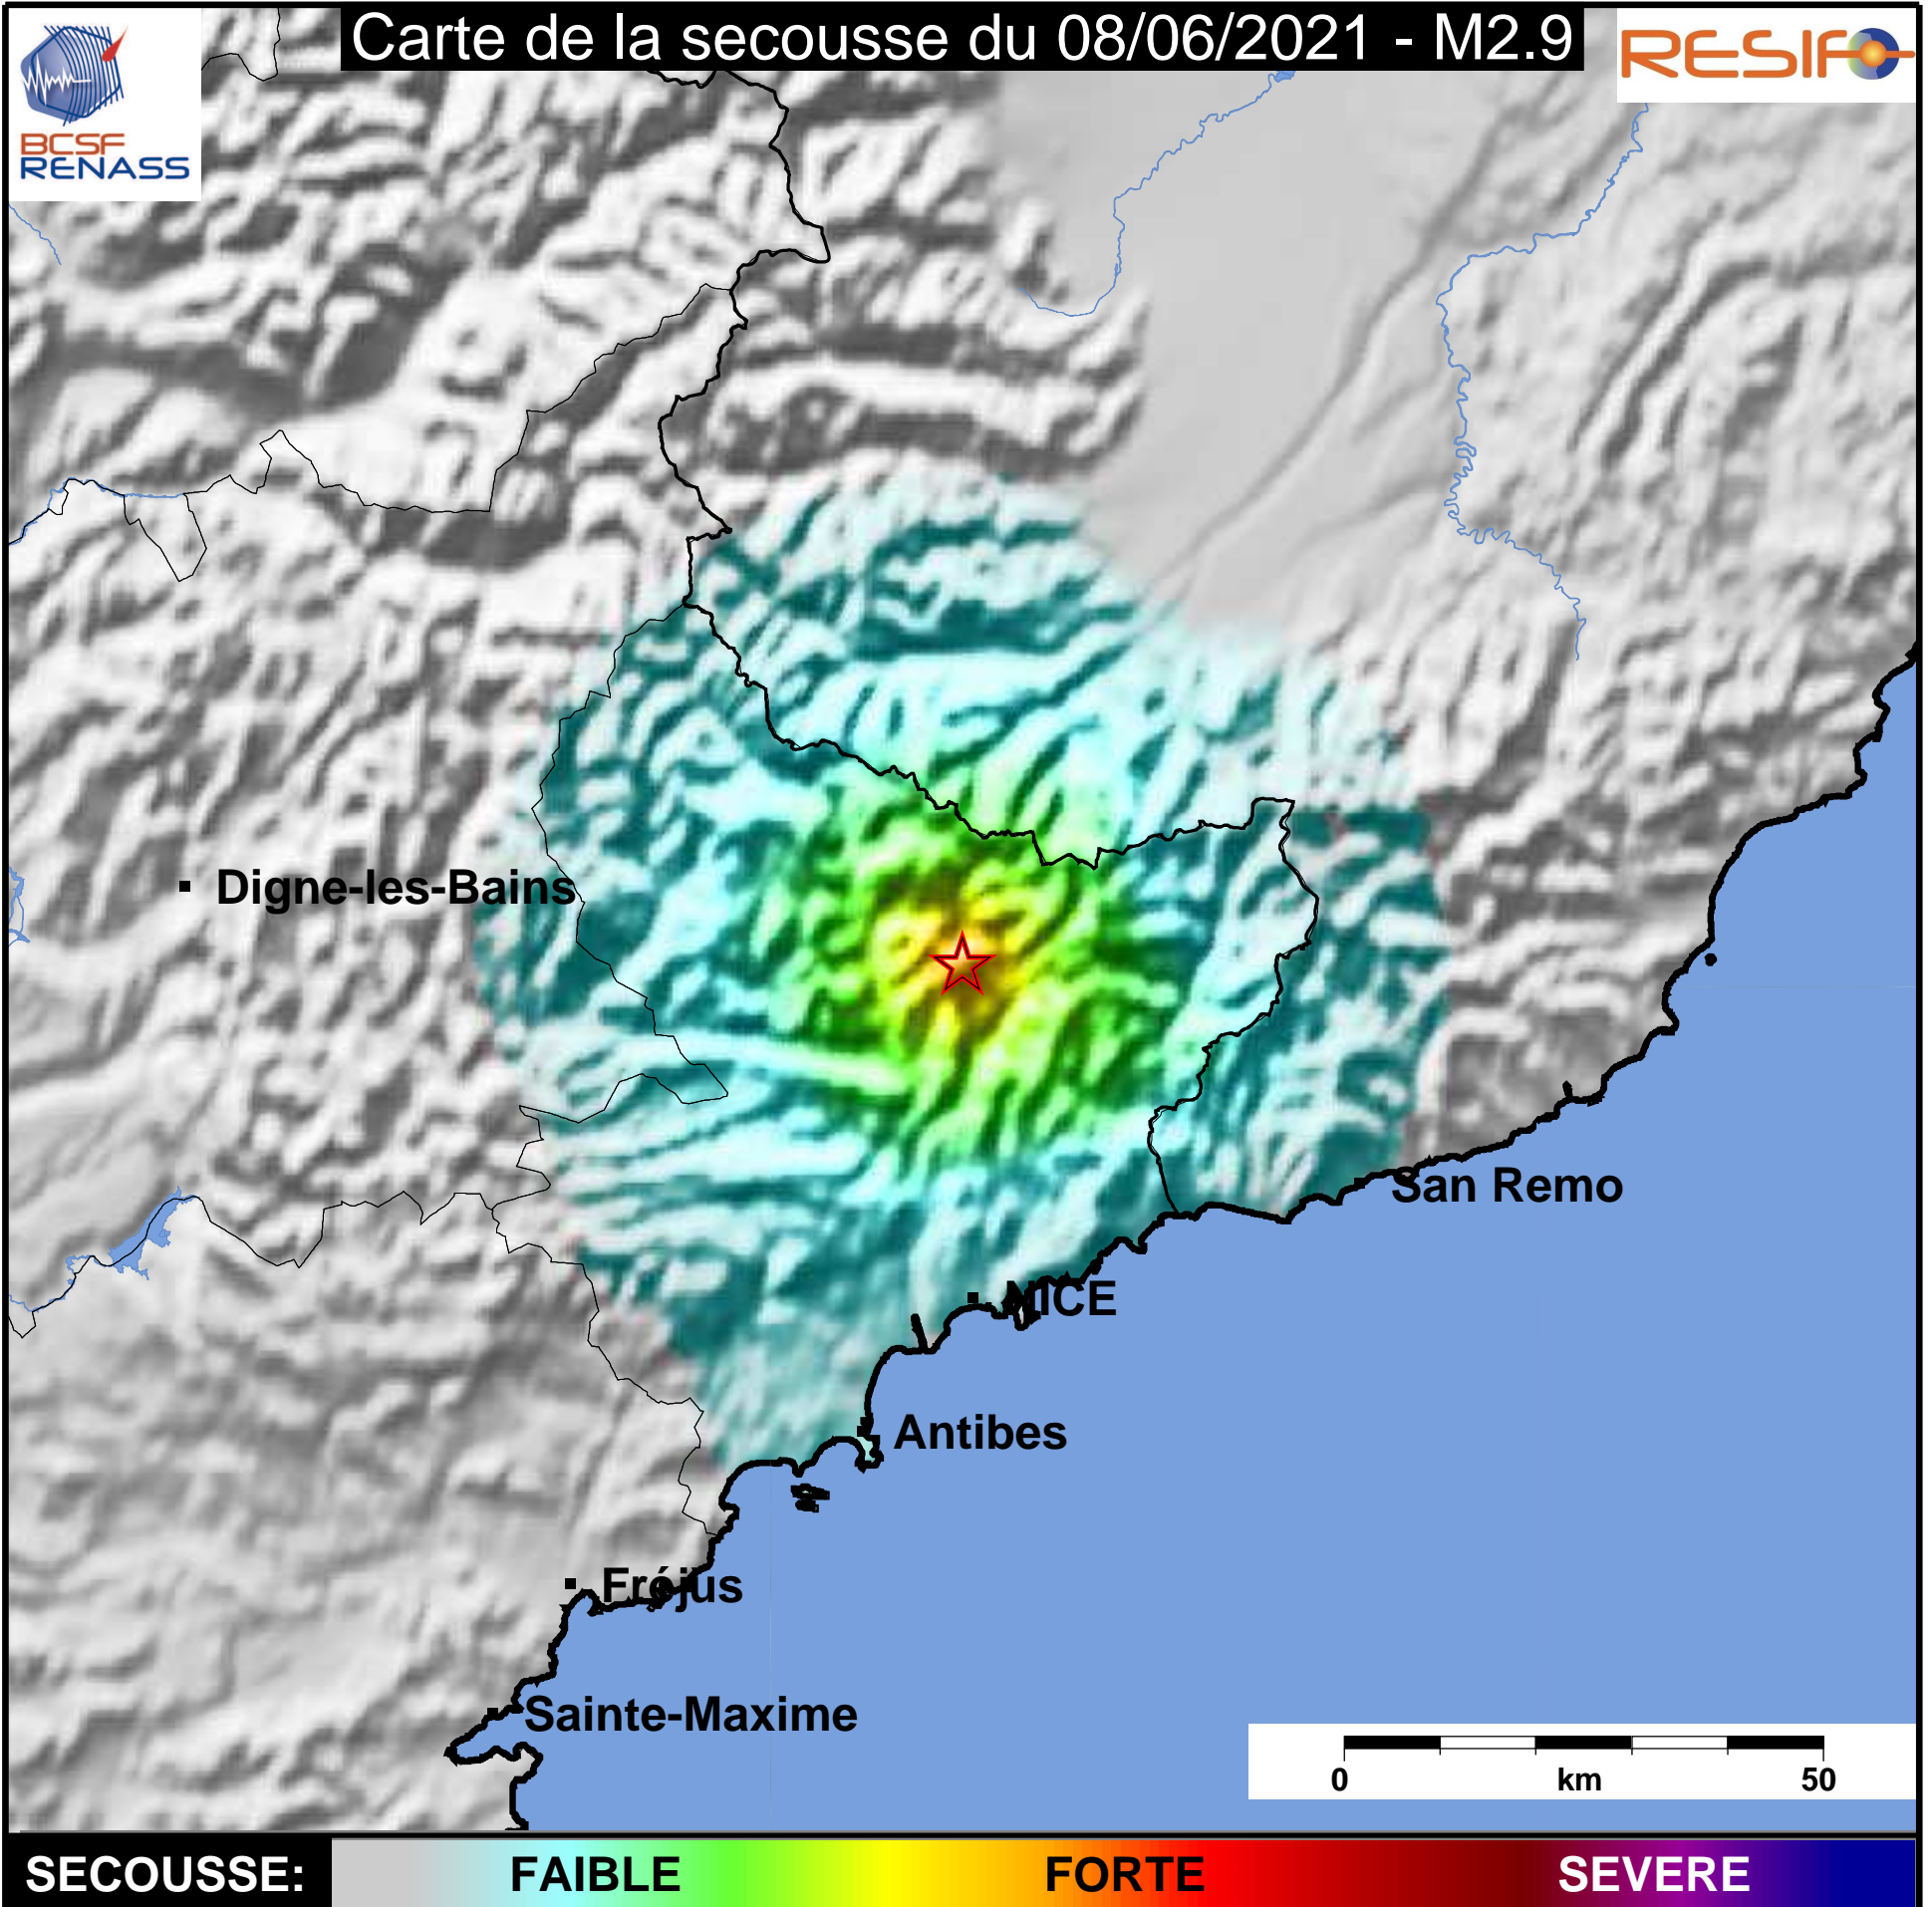 Carte de la secousse du 08/06/2021 - M2.9
BCSF
RENASS
RESIF
Digne-les-Bains
San Remo
NICE
Antibes
Fréjus
Sainte-Maxime
0 km 50
SECOUSSE: FAIBLE FORTE SEVERE